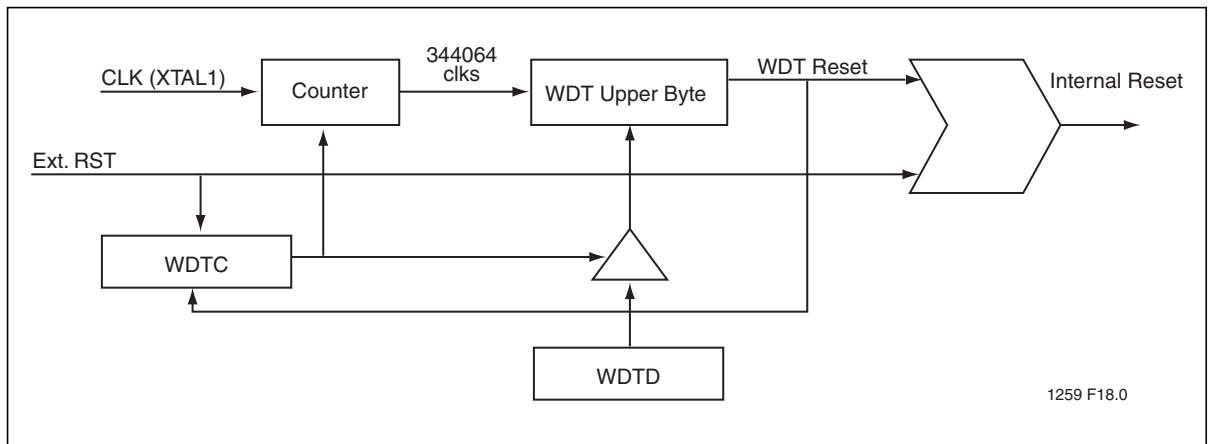 344064
clks
CLK (XTAL1)
Counter
WDT Upper Byte
WDT Reset
Internal Reset
Ext. RST
WDTC
WDTD
1259 F18.0